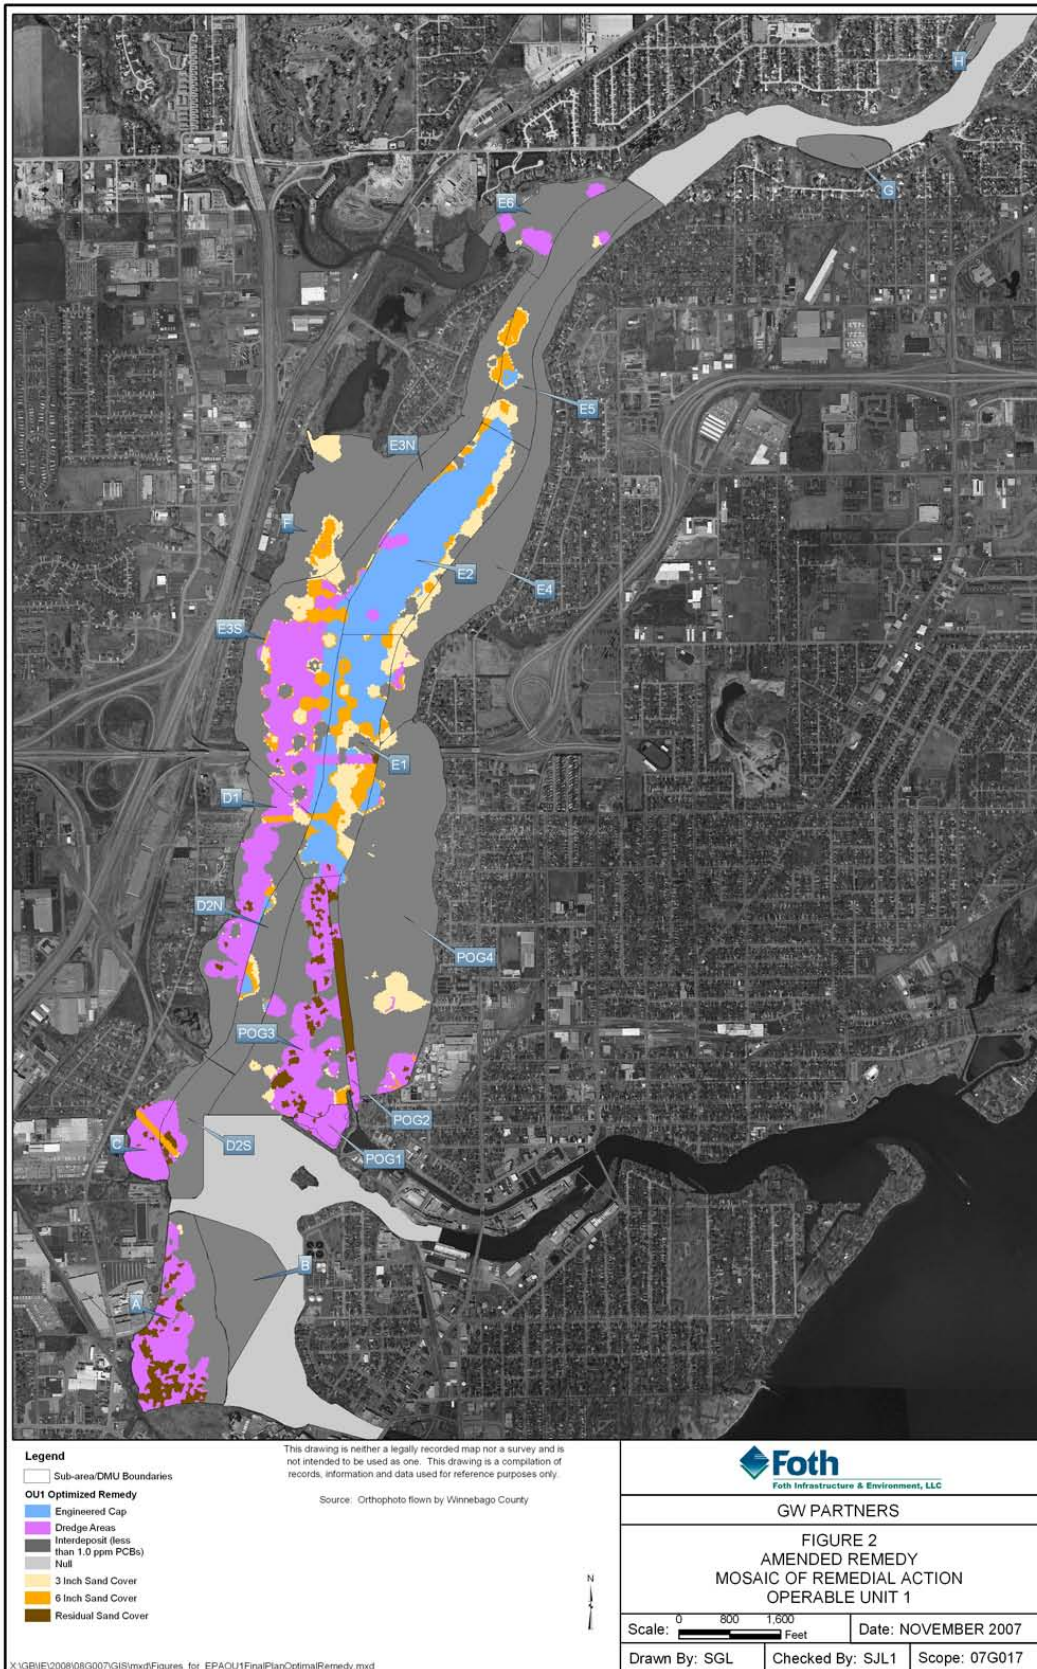 H
G
E6
E5
E3N
F
E2
E4
E3S
E1
D1
D2N
POG4
POG3
POG2
C
D2S
POG1
B
A
Legend
Sub-area/DMU Boundaries
OU1 Optimized Remedy
Engineered Cap
Dredge Areas
Interdeposit (less
than 1.0 ppm PCBs)
Null
3 Inch Sand Cover
6 Inch Sand Cover
Residual Sand Cover
This drawing is neither a legally recorded map nor a survey and is
not intended to be used as one. This drawing is a compilation of
records, information and data used for reference purposes only.
Source: Orthophoto flown by Winnebago County
N
X:\GB\IE\2008\08G007\GIS\mxd\Figures_for_EPAOU1FinalPlanOptimalRemedy.mxd
Foth
Foth Infrastructure & Environment, LLC
GW PARTNERS
FIGURE 2
AMENDED REMEDY
MOSAIC OF REMEDIAL ACTION
OPERABLE UNIT 1
Scale: 0 800 1,600 Feet
Date: NOVEMBER 2007
Drawn By: SGL
Checked By: SJL1
Scope: 07G017